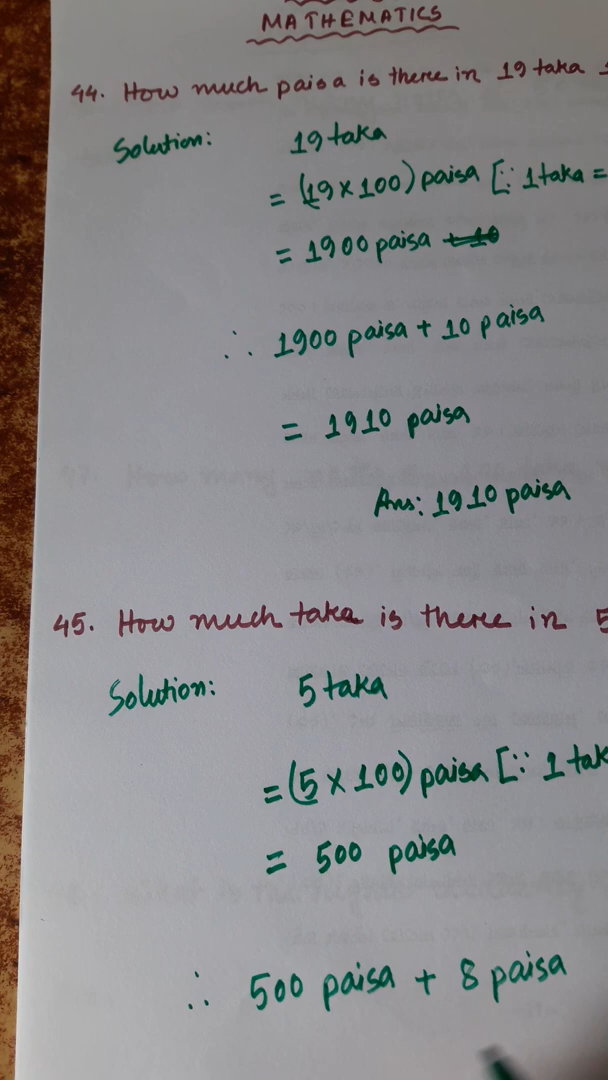 MATHEMATICS
44. How much paisa is there in 19 taka 1
Solution: 19 taka
= (19 × 100) paisa [∵ 1 taka =
= 1900 paisa
∴ 1900 paisa + 10 paisa
= 1910 paisa
Ans: 1910 paisa
45. How much taka is there in 5
Solution: 5 taka
= (5 × 100) paisa [∵ 1 tak
= 500 paisa
∴ 500 paisa + 8 paisa